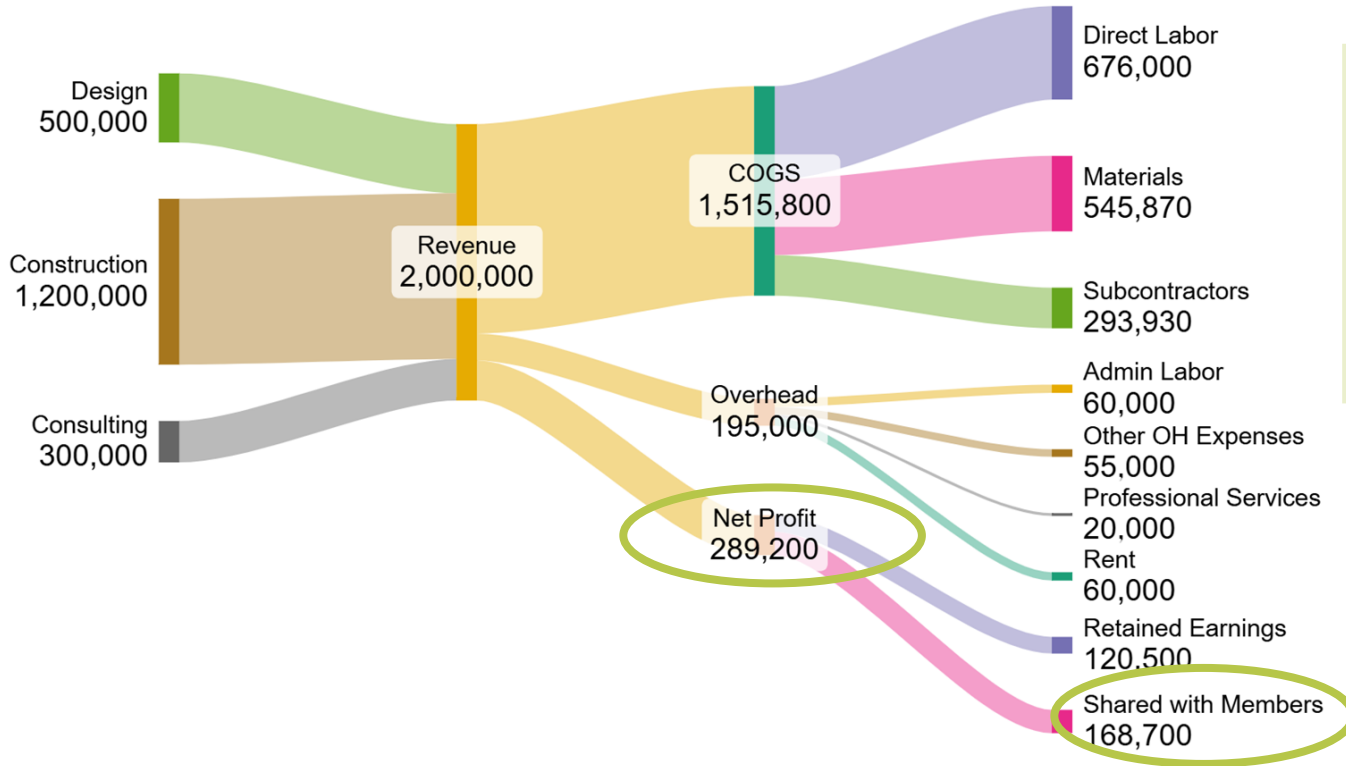 Design
500,000
Construction
1,200,000
Consulting
300,000
Revenue
2,000,000
COGS
1,515,800
Overhead
195,000
Net Profit
289,200
Direct Labor
676,000
Materials
545,870
Subcontractors
293,930
Admin Labor
60,000
Other OH Expenses
55,000
Professional Services
20,000
Rent
60,000
Retained Earnings
120,500
Shared with Members
168,700